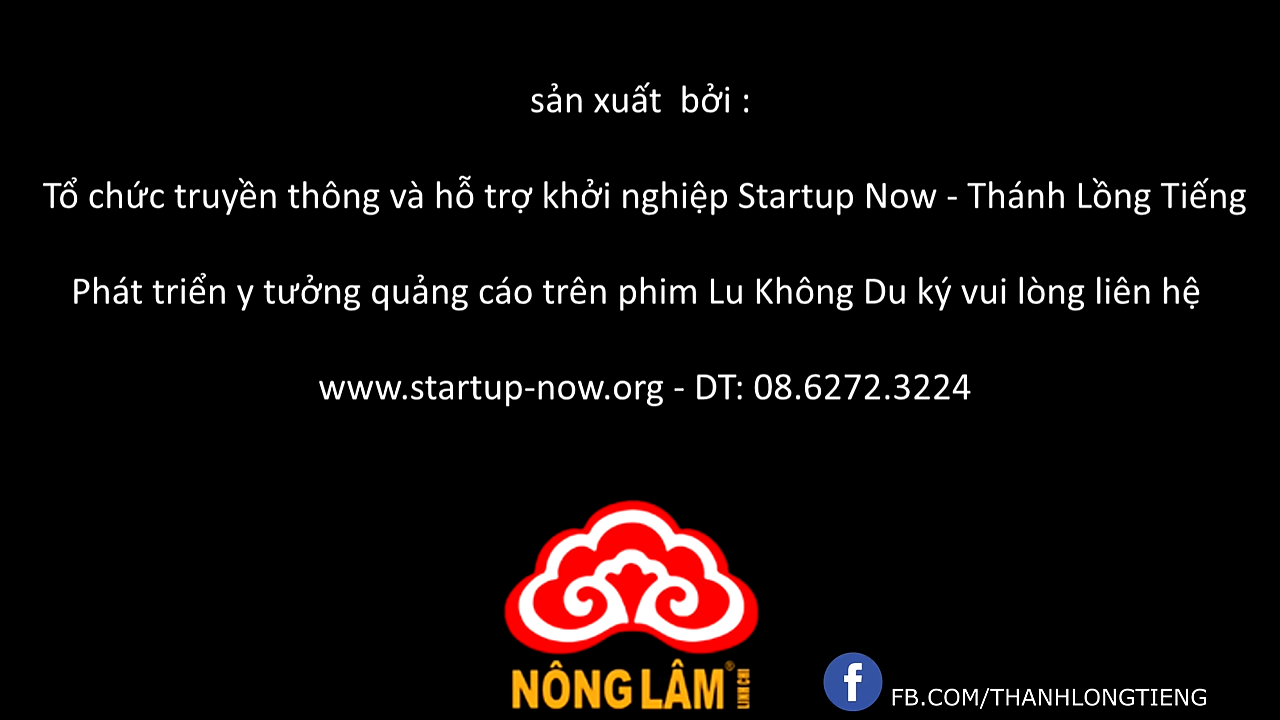 sản xuất  bởi :
Tổ chức truyền thông và hỗ trợ khởi nghiệp Startup Now - Thánh Lồng Tiếng
Phát triển y tưởng quảng cáo trên phim Lu Không Du ký vui lòng liên hệ
www.startup-now.org - DT: 08.6272.3224
NÔNG LÂM®
LINH CHI
f
FB.COM/THANHLONGTIENG